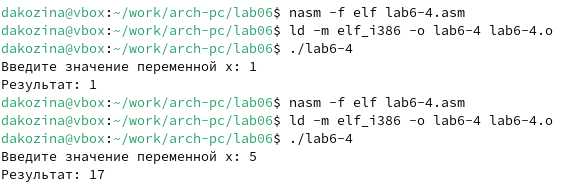 dakozina@vbox:~/work/arch-pc/lab06$ nasm -f elf lab6-4.asm
dakozina@vbox:~/work/arch-pc/lab06$ ld -m elf_i386 -o lab6-4 lab6-4.o
dakozina@vbox:~/work/arch-pc/lab06$ ./lab6-4
Введите значение переменной x: 1
Результат: 1
dakozina@vbox:~/work/arch-pc/lab06$ nasm -f elf lab6-4.asm
dakozina@vbox:~/work/arch-pc/lab06$ ld -m elf_i386 -o lab6-4 lab6-4.o
dakozina@vbox:~/work/arch-pc/lab06$ ./lab6-4
Введите значение переменной x: 5
Результат: 17